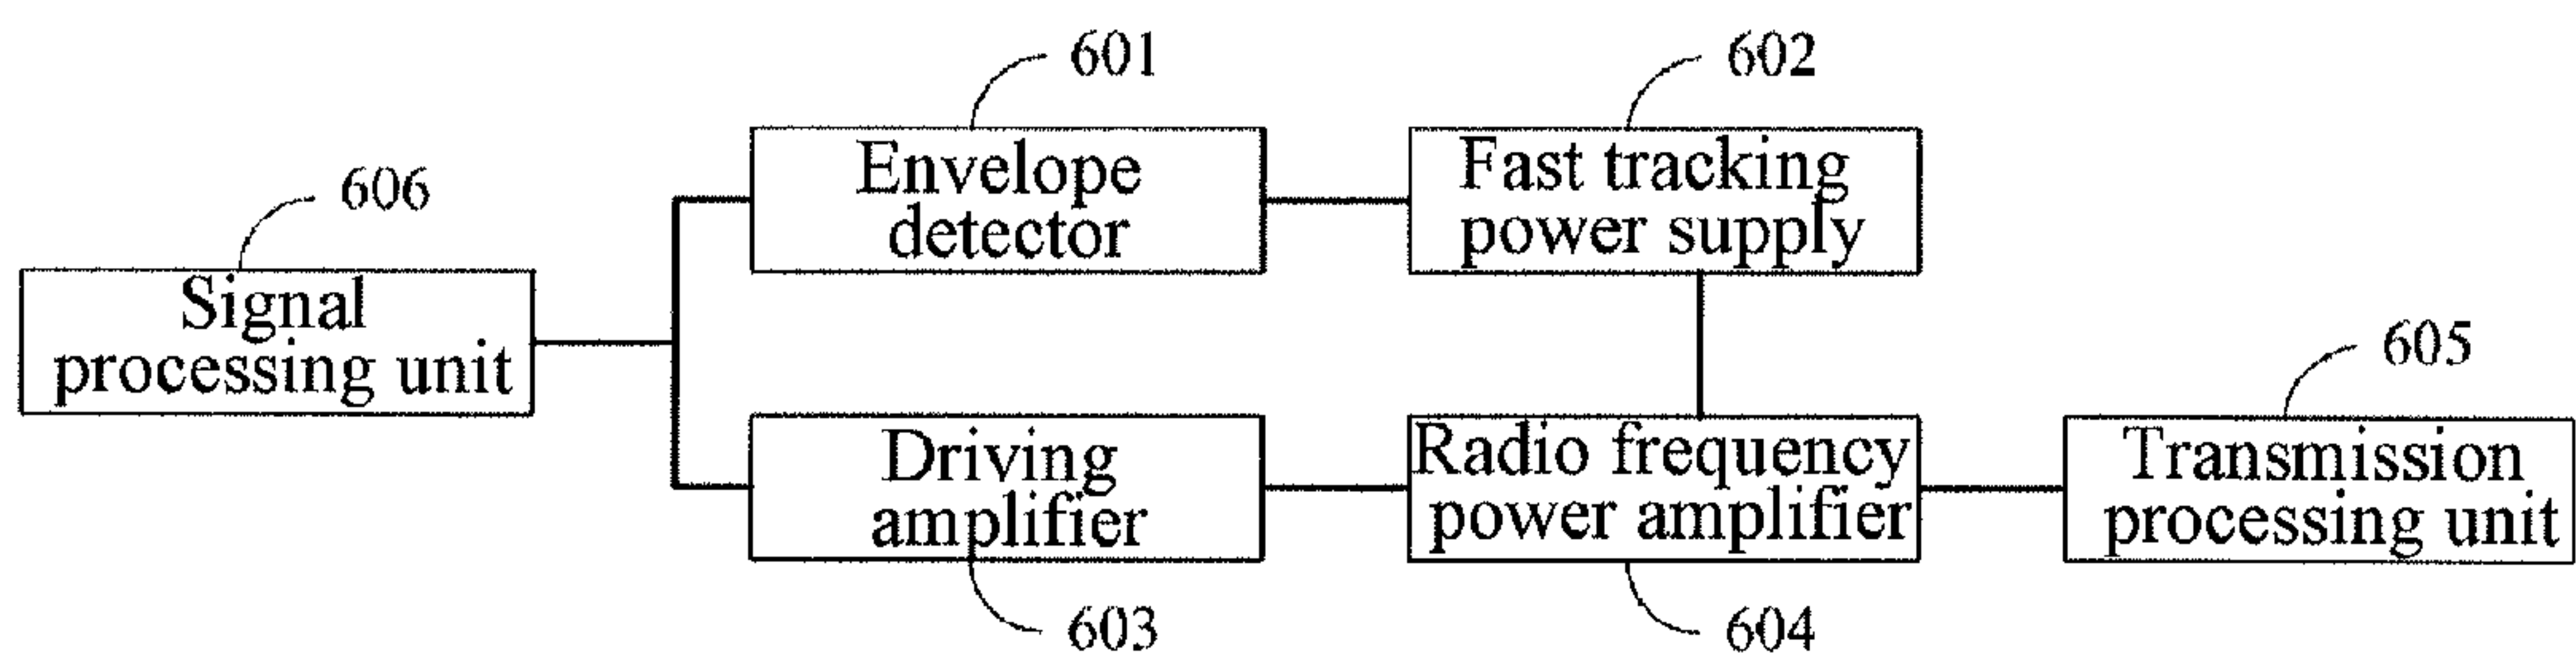 601
602
606
Envelope
detector
Fast tracking
power supply
Signal
processing unit
605
Driving
amplifier
Radio frequency
power amplifier
Transmission
processing unit
603
604